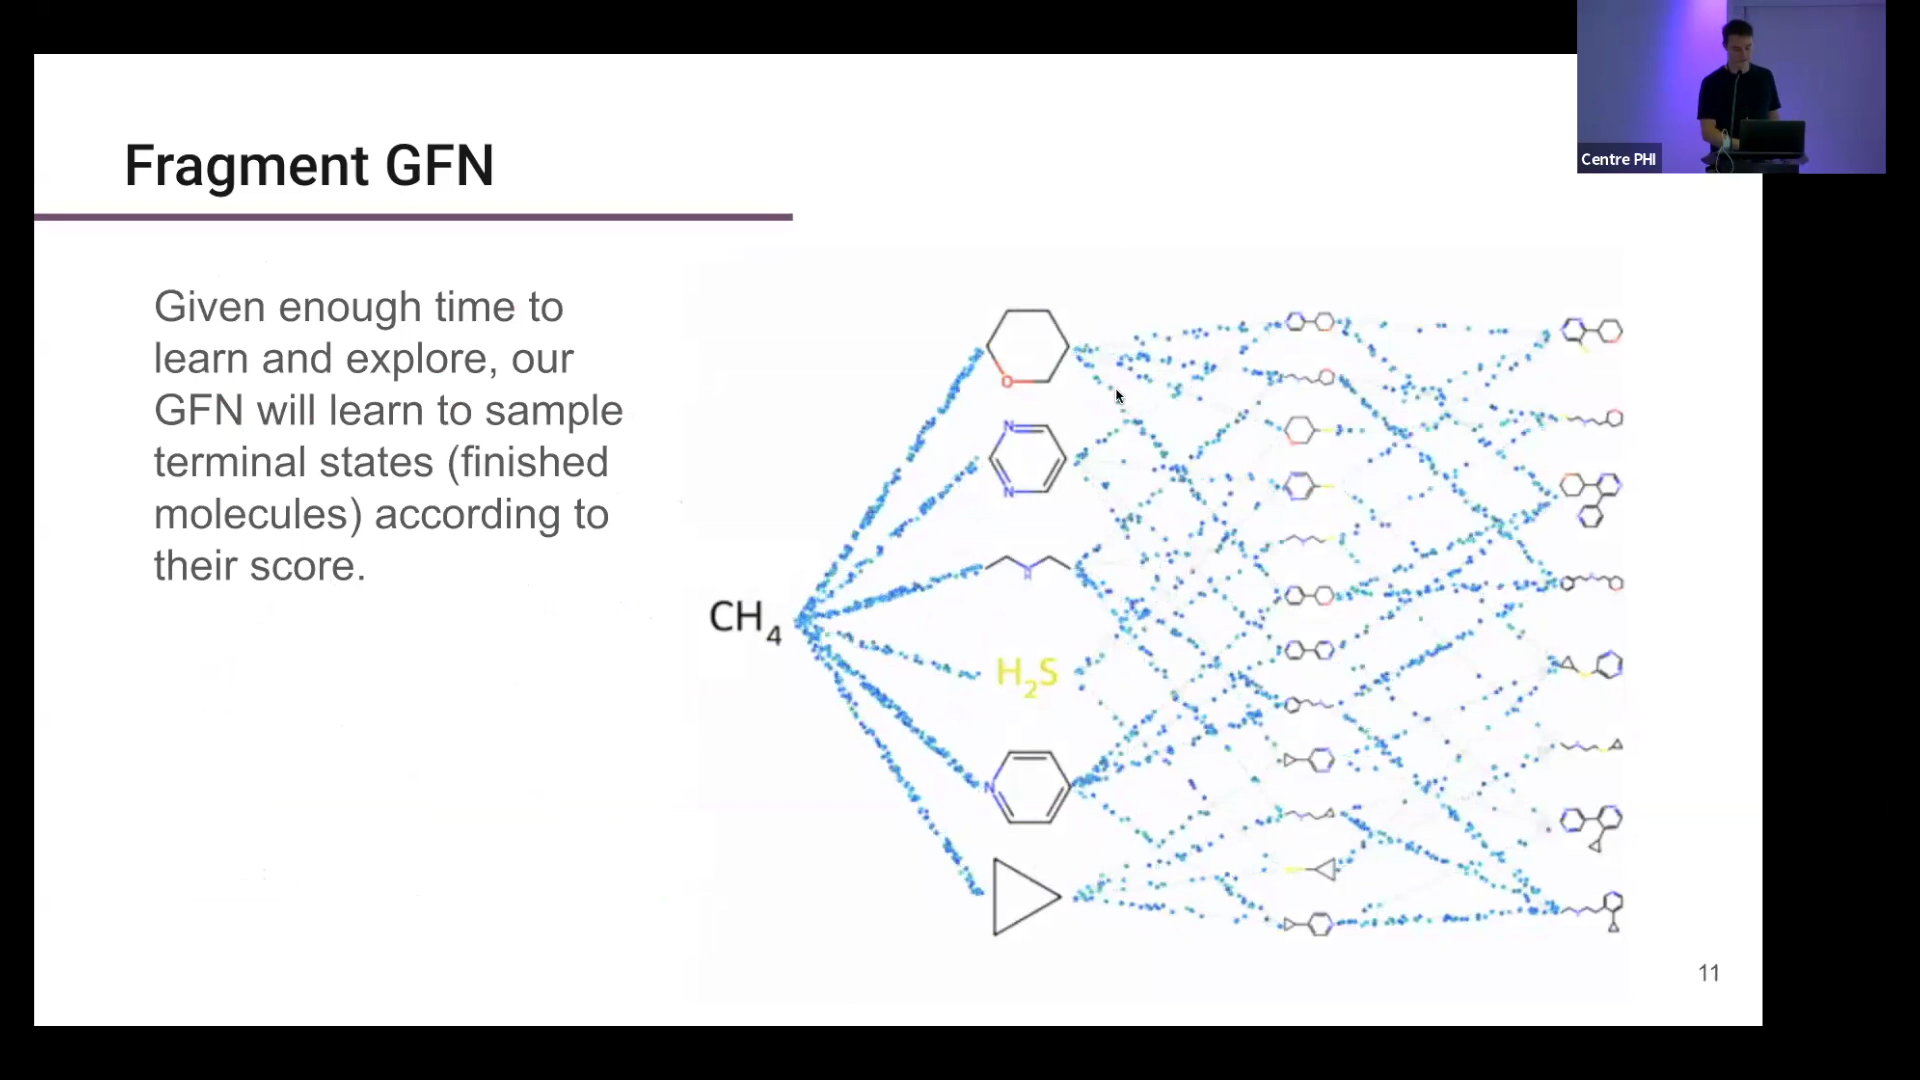 Fragment GFN
Centre PHI
Given enough time to
learn and explore, our
GFN will learn to sample
terminal states (finished
molecules) according to
their score.
CH4
O
N
N
N
H
H2S
N
11